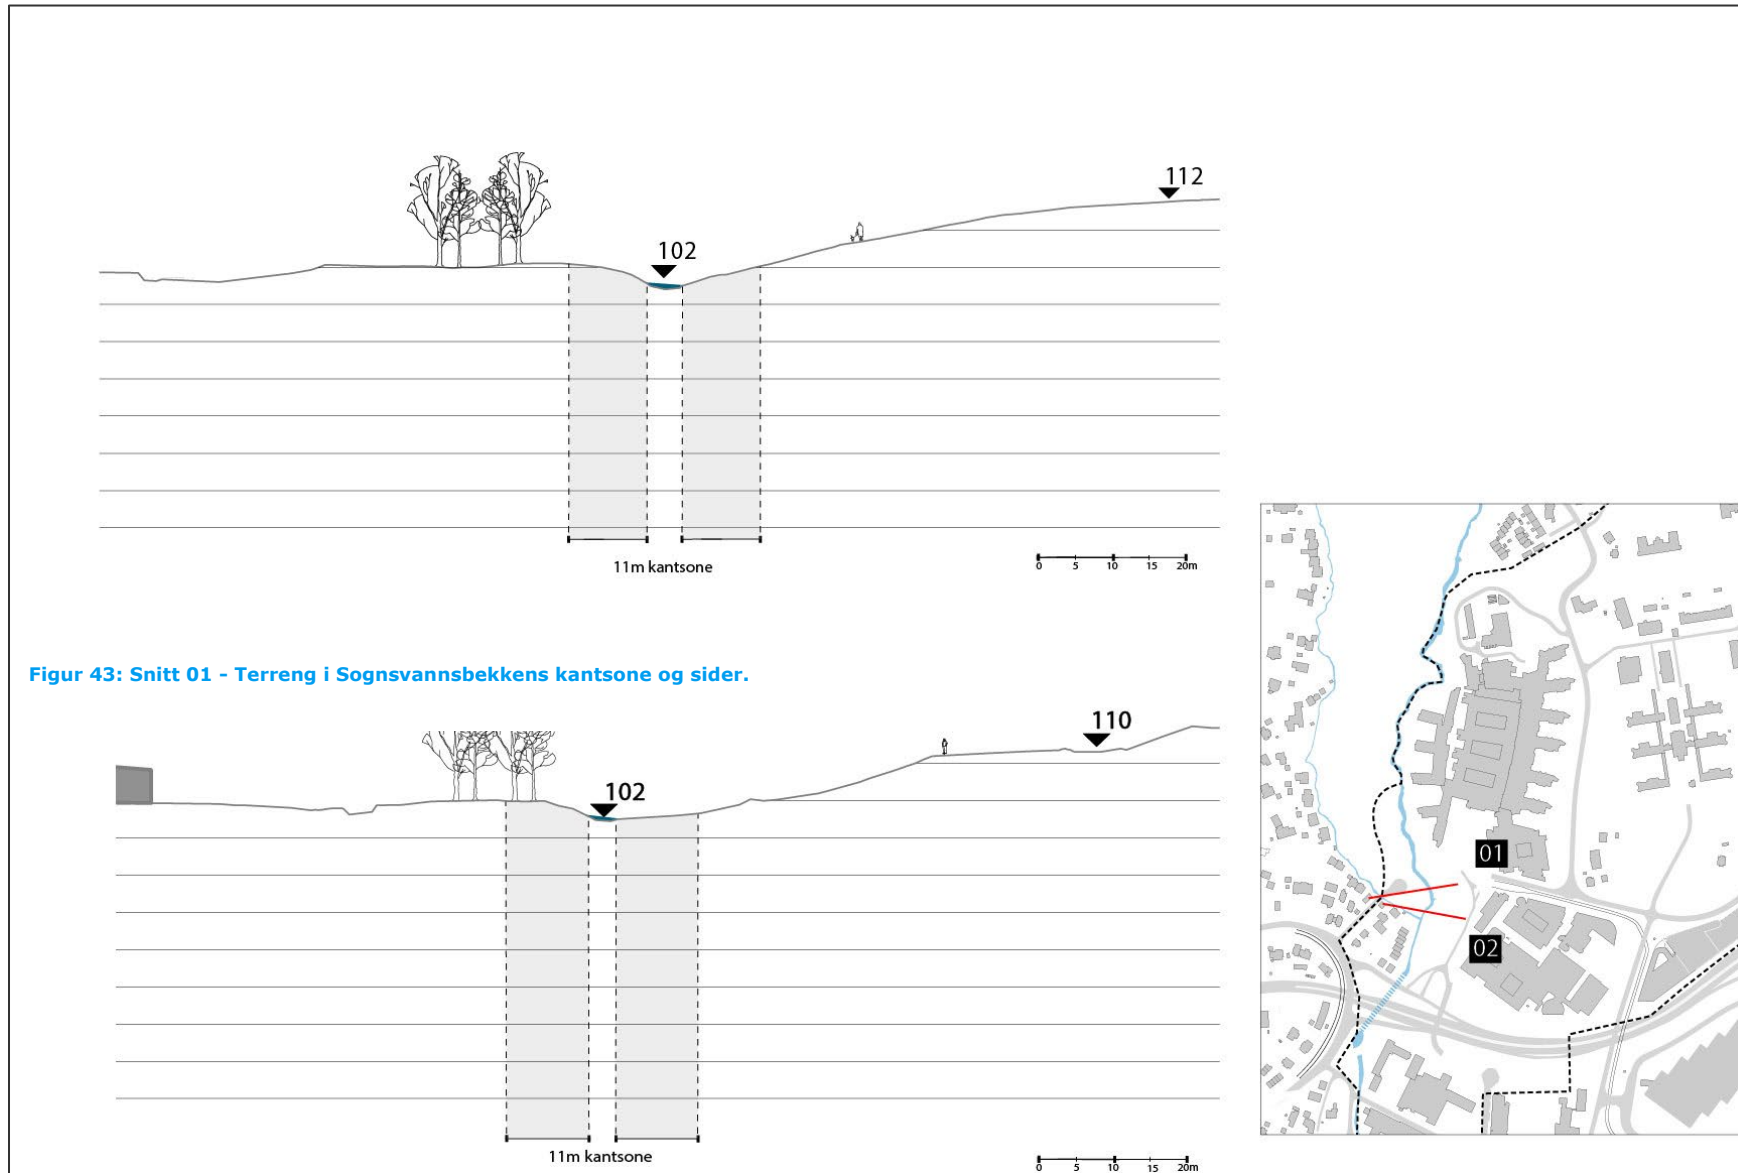 112
102
11m kantsone
0 5 10 15 20m
Figur 43: Snitt 01 - Terreng i Sognsvannsbekkens kantsone og sider.
110
102
11m kantsone
0 5 10 15 20m
01
02